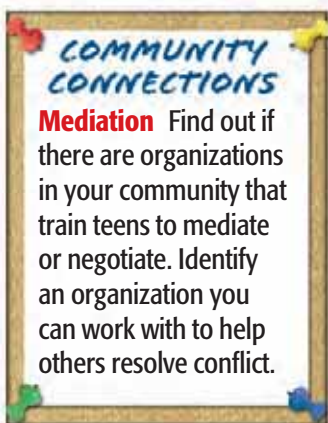 COMMUNITY
CONNECTIONS
Mediation Find out if
there are organizations
in your community that
train teens to mediate
or negotiate. Identify
an organization you
can work with to help
others resolve conflict.